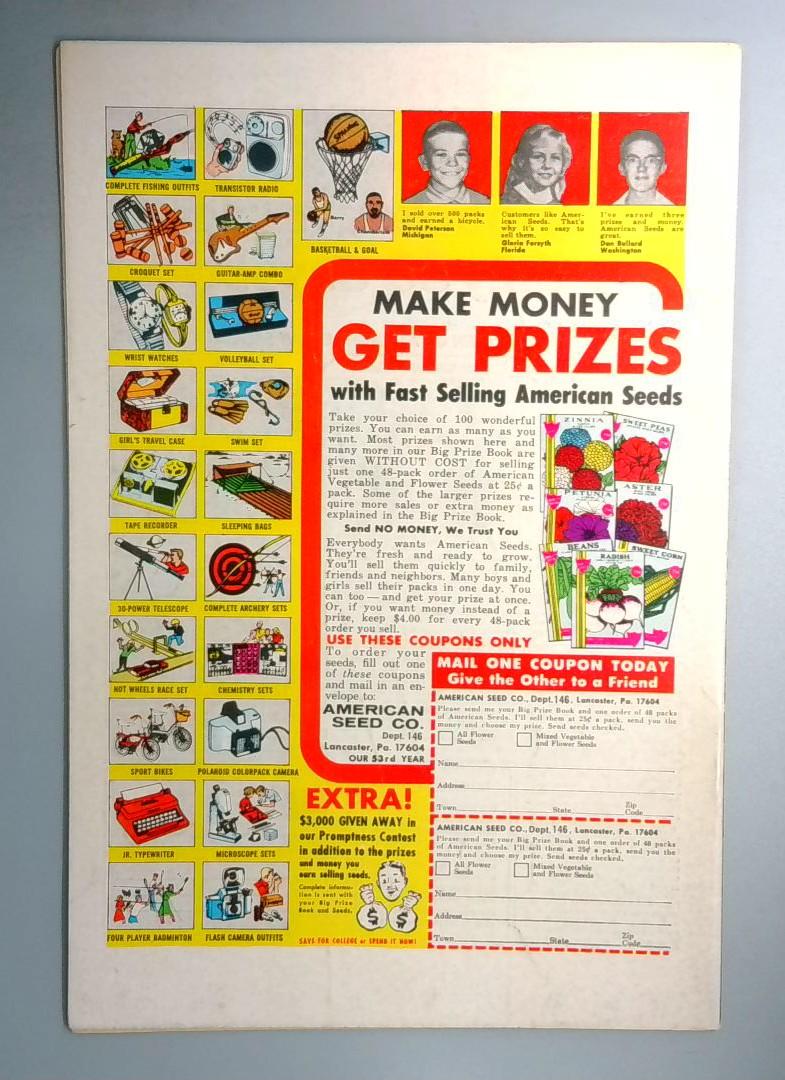 COMPLETE FISHING OUTFITS
TRANSISTOR RADIO
CROQUET SET
GUITAR-AMP COMBO
WRIST WATCHES
VOLLEYBALL SET
GIRL'S TRAVEL CASE
SWIM SET
TAPE RECORDER
SLEEPING BAGS
30-POWER TELESCOPE
COMPLETE ARCHERY SETS
HOT WHEELS RACE SET
CHEMISTRY SETS
SPORT BIKES
POLAROID COLORPACK CAMERA
JR. TYPEWRITER
MICROSCOPE SETS
FOUR PLAYER BADMINTON
FLASH CAMERA OUTFITS
SPALDING
BASKETBALL & GOAL
I sold over 500 packs
and earned a bicycle.
David Peterson
Michigan
Customers like Amer-
ican Seeds. That's
why it's so easy to
sell them.
Gloria Forsyth
Florida
I've earned three
prizes and money.
American Seeds are
great.
Dan Bullard
Washington
MAKE MONEY
GET PRIZES
with Fast Selling American Seeds
Take your choice of 100 wonderful
prizes. You can earn as many as you
want. Most prizes shown here and
many more in our Big Prize Book are
given WITHOUT COST for selling
just one 48-pack order of American
Vegetable and Flower Seeds at 25¢ a
pack. Some of the larger prizes re-
quire more sales or extra money as
explained in the Big Prize Book.
Send NO MONEY, We Trust You
Everybody wants American Seeds.
They're fresh and ready to grow.
You'll sell them quickly to family,
friends and neighbors. Many boys and
girls sell their packs in one day. You
can too — and get your prize at once.
Or, if you want money instead of a
prize, keep $4.00 for every 48-pack
order you sell.
ZINNIA
SWEET PEAS
PETUNIA
ASTER
BEANS
RADISH
SWEET CORN
USE THESE COUPONS ONLY
To order your
seeds, fill out one
of these coupons
and mail in an en-
velope to:
AMERICAN
SEED CO.
Dept. 146
Lancaster, Pa. 17604
OUR 53rd YEAR
MAIL ONE COUPON TODAY
Give the Other to a Friend
AMERICAN SEED CO., Dept. 146, Lancaster, Pa. 17604
Please send me your Big Prize Book and one order of 48 packs
of American Seeds. I'll sell them at 25¢ a pack, send you the
money and choose my prize. Send seeds checked.
All Flower
Seeds
Mixed Vegetable
and Flower Seeds
Name
Address
Town State Zip
Code
AMERICAN SEED CO., Dept. 146, Lancaster, Pa. 17604
Please send me your Big Prize Book and one order of 48 packs
of American Seeds. I'll sell them at 25¢ a pack, send you the
money and choose my prize. Send seeds checked.
All Flower
Seeds
Mixed Vegetable
and Flower Seeds
Name
Address
Town State Zip
Code
EXTRA!
$3,000 GIVEN AWAY in
our Promptness Contest
in addition to the prizes
and money you
earn selling seeds.
Complete informa-
tion is sent with
your Big Prize
Book and Seeds.
$ $
SAVE FOR COLLEGE or SPEND IT NOW!